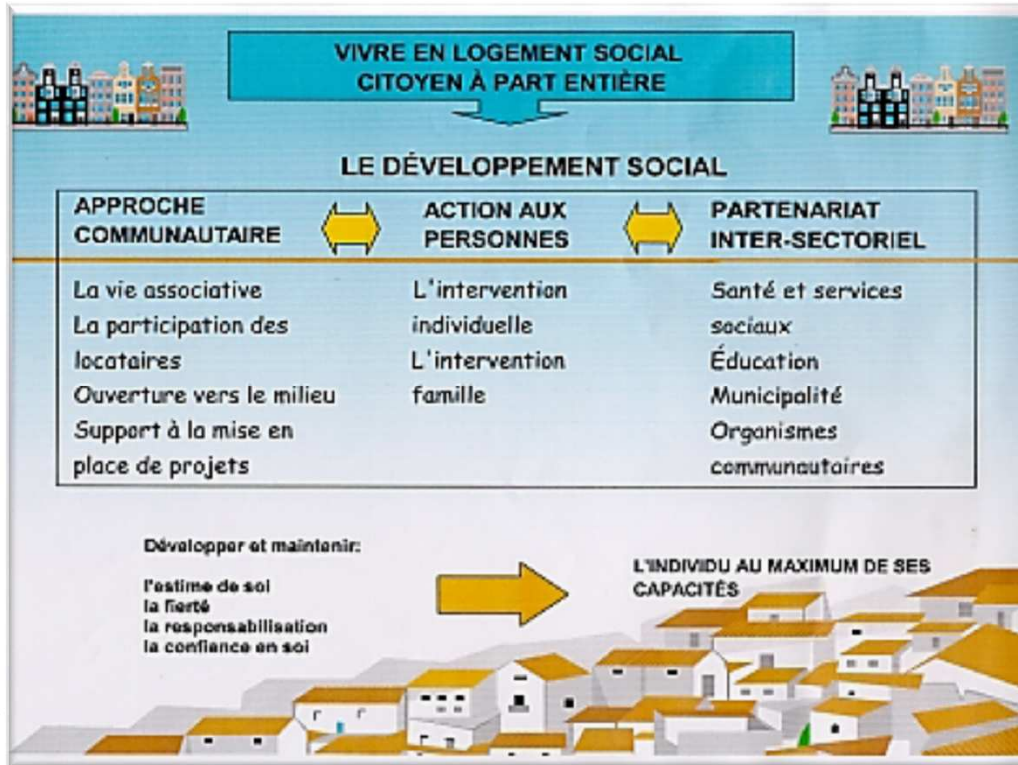 VIVRE EN LOGEMENT SOCIAL
CITOYEN À PART ENTIÈRE
LE DÉVELOPPEMENT SOCIAL
APPROCHE
COMMUNAUTAIRE
La vie associative
La participation des
locataires
Ouverture vers le milieu
Support à la mise en
place de projets
ACTION AUX
PERSONNES
L'intervention
individuelle
L'intervention
famille
PARTENARIAT
INTER-SECTORIEL
Santé et services
sociaux
Éducation
Municipalité
Organismes
communautaires
Développer et maintenir:
l'estime de soi
la fierté
la responsabilisation
la confiance en soi
L'INDIVIDU AU MAXIMUM DE SES
CAPACITÉS